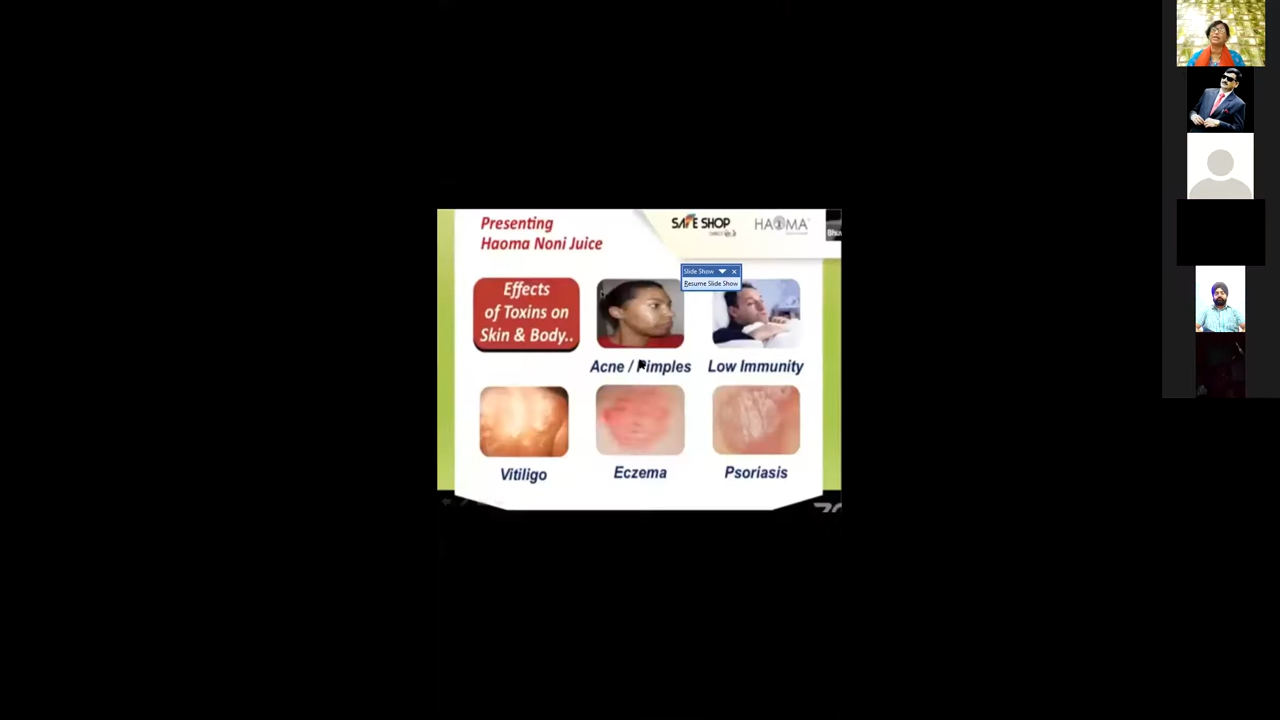 Presenting
Haoma Noni Juice
SAFE SHOP
HAOMA
Slide Show
Resume Slide Show
Effects
of Toxins on
Skin & Body..
Acne / Pimples
Low Immunity
Vitiligo
Eczema
Psoriasis